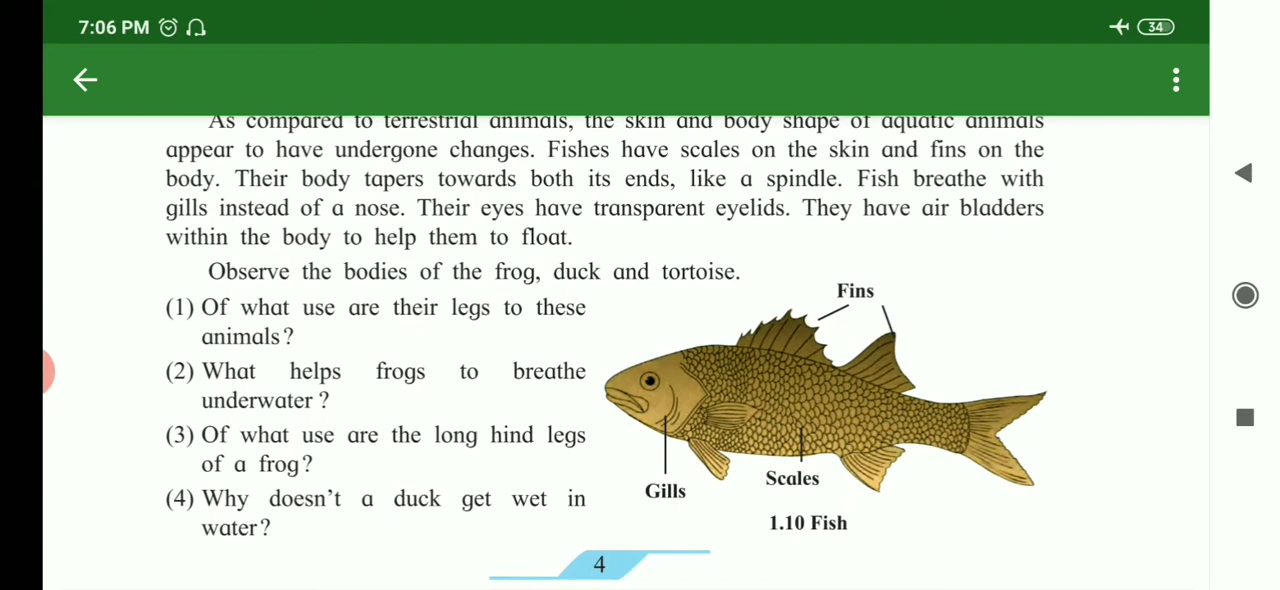 7:06 PM
34
As compared to terrestrial animals, the skin and body shape of aquatic animals
appear to have undergone changes. Fishes have scales on the skin and fins on the
body. Their body tapers towards both its ends, like a spindle. Fish breathe with
gills instead of a nose. Their eyes have transparent eyelids. They have air bladders
within the body to help them to float.
Observe the bodies of the frog, duck and tortoise.
(1) Of what use are their legs to these
animals?
(2) What helps frogs to breathe
underwater ?
(3) Of what use are the long hind legs
of a frog?
(4) Why doesn't a duck get wet in
water?
Fins
Gills
Scales
1.10 Fish
4